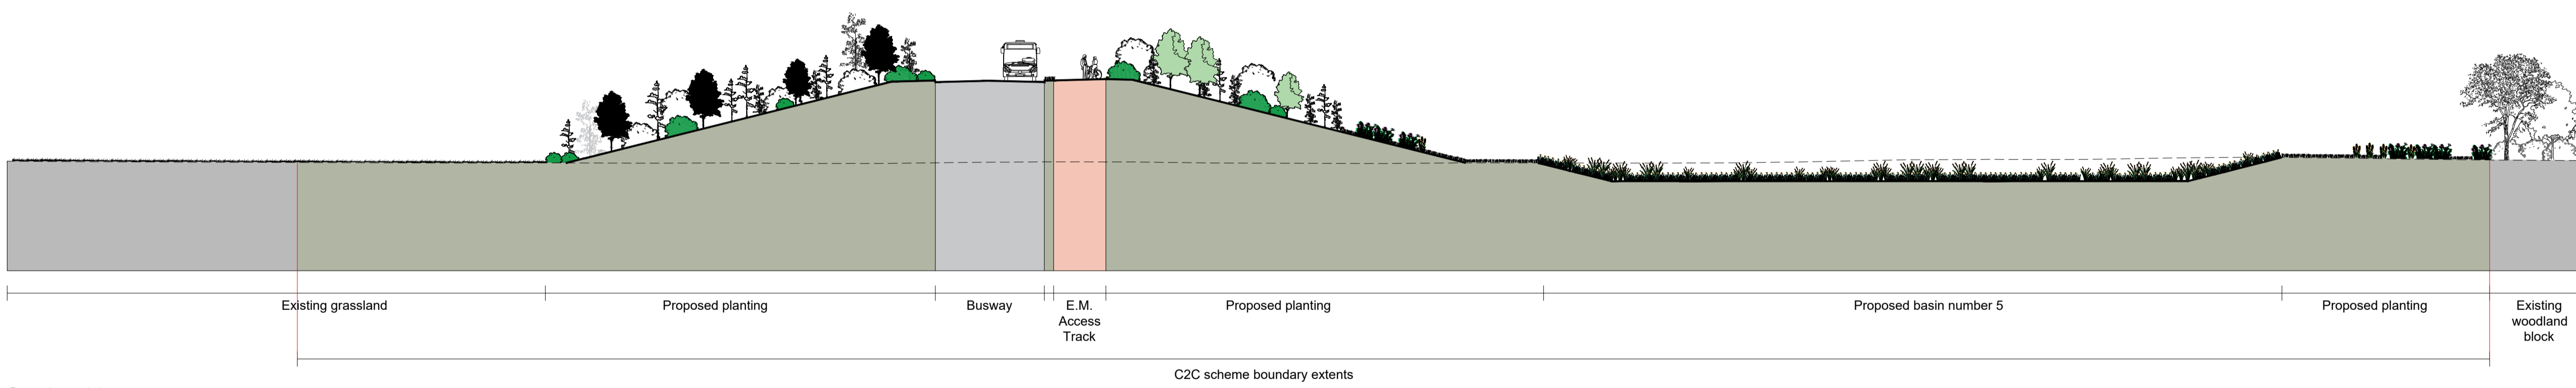 Existing grassland
Proposed planting
Busway
E.M.
Access
Track
Proposed planting
Proposed basin number 5
Proposed planting
Existing
woodland
block
C2C scheme boundary extents